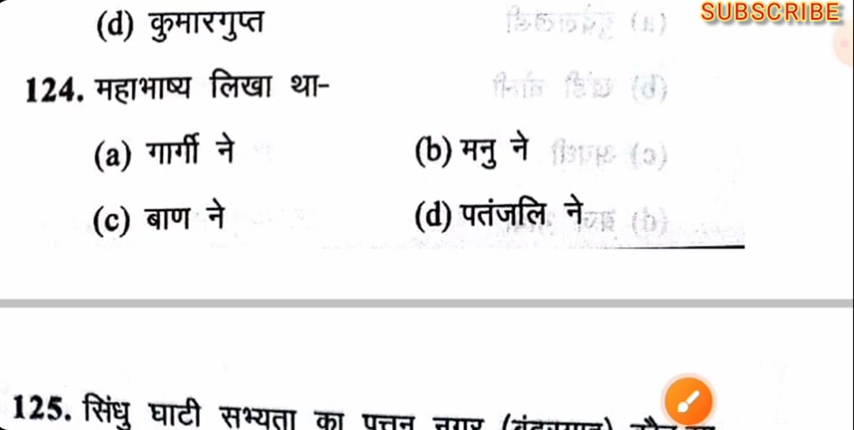 SUBSCRIBE
(d) कुमारगुप्त
124. महाभाष्य लिखा था-
(a) गार्गी ने (b) मनु ने
(c) बाण ने (d) पतंजलि ने
125. सिंधु घाटी सभ्यता का पत्तन नगर